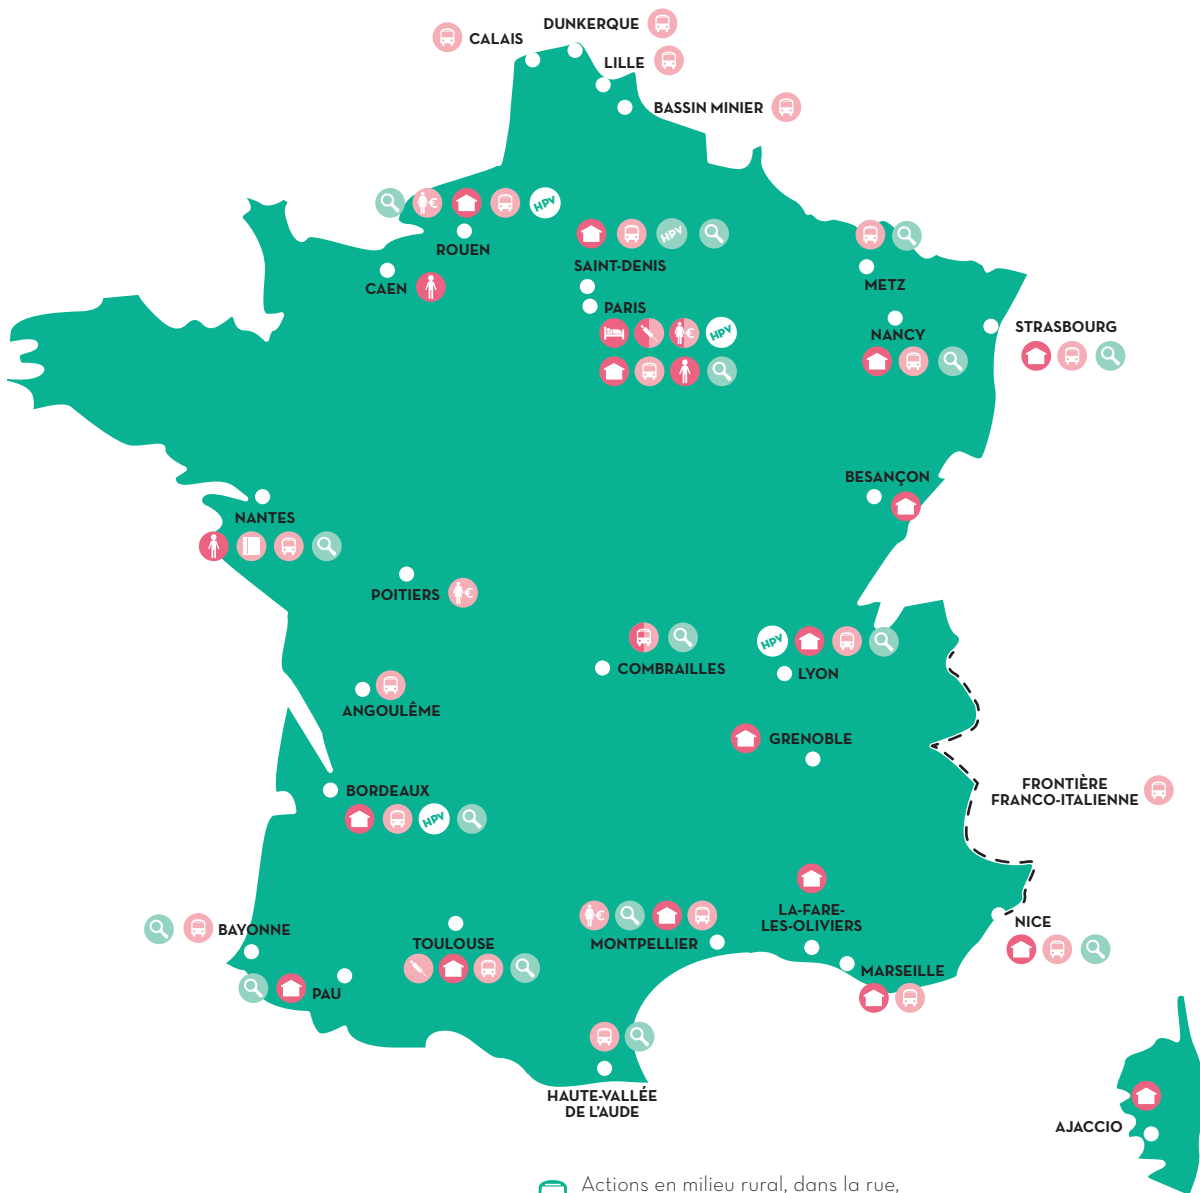 DUNKERQUE
CALAIS
LILLE
BASSIN MINIER
€ HPV
ROUEN
HPV
SAINT-DENIS
CAEN
METZ
PARIS
€ HPV
NANCY
STRASBOURG
BESANÇON
NANTES
POITIERS €
COMBRAILLES
HPV
LYON
ANGOULÊME
GRENOBLE
BORDEAUX
HPV
FRONTIÈRE
FRANCO-ITALIENNE
LA-FARE-
LES-OLIVIERS
€
MONTPELLIER
NICE
BAYONNE
TOULOUSE
PAU
MARSEILLE
HAUTE-VALLÉE
DE L'AUDE
AJACCIO
Actions en milieu rural, dans la rue,